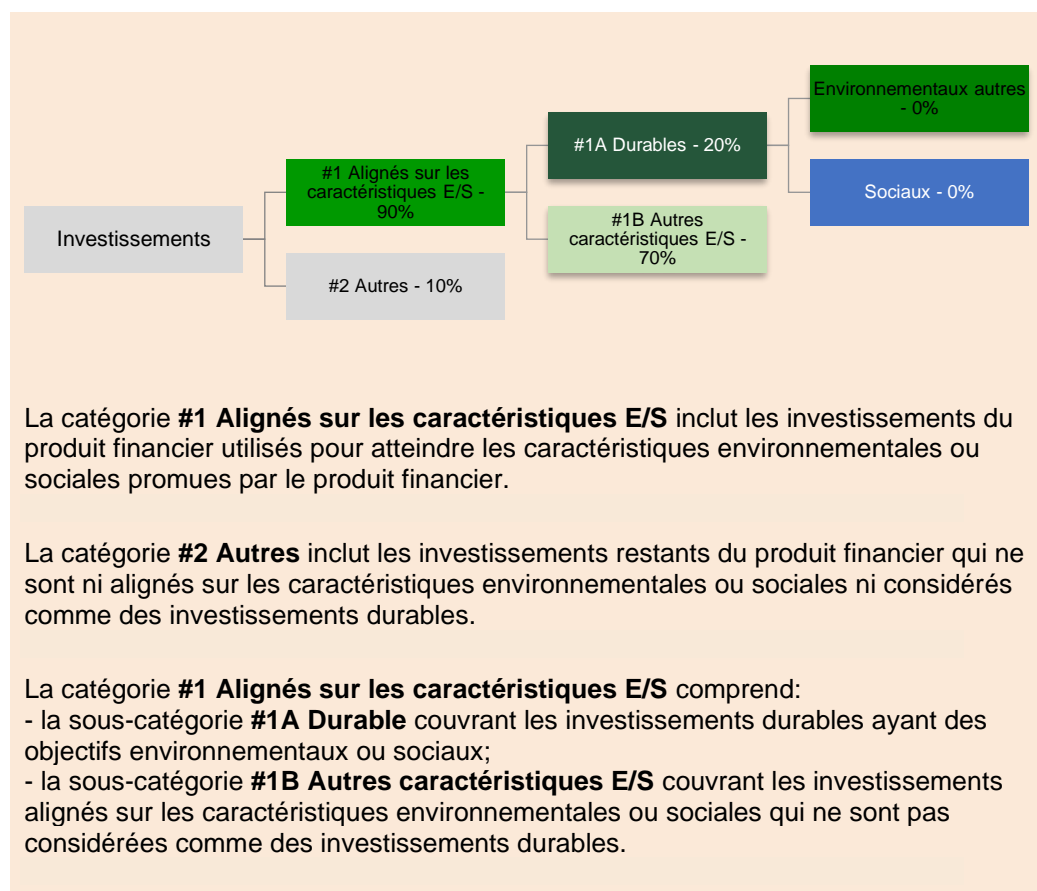 Environnementaux autres
- 0%
#1A Durables - 20%
#1 Alignés sur les
caractéristiques E/S -
90%
Sociaux - 0%
Investissements
#1B Autres
caractéristiques E/S -
70%
#2 Autres - 10%
La catégorie #1 Alignés sur les caractéristiques E/S inclut les investissements du
produit financier utilisés pour atteindre les caractéristiques environnementales ou
sociales promues par le produit financier.
La catégorie #2 Autres inclut les investissements restants du produit financier qui ne
sont ni alignés sur les caractéristiques environnementales ou sociales ni considérés
comme des investissements durables.
La catégorie #1 Alignés sur les caractéristiques E/S comprend:
- la sous-catégorie #1A Durable couvrant les investissements durables ayant des
objectifs environnementaux ou sociaux;
- la sous-catégorie #1B Autres caractéristiques E/S couvrant les investissements
alignés sur les caractéristiques environnementales ou sociales qui ne sont pas
considérées comme des investissements durables.